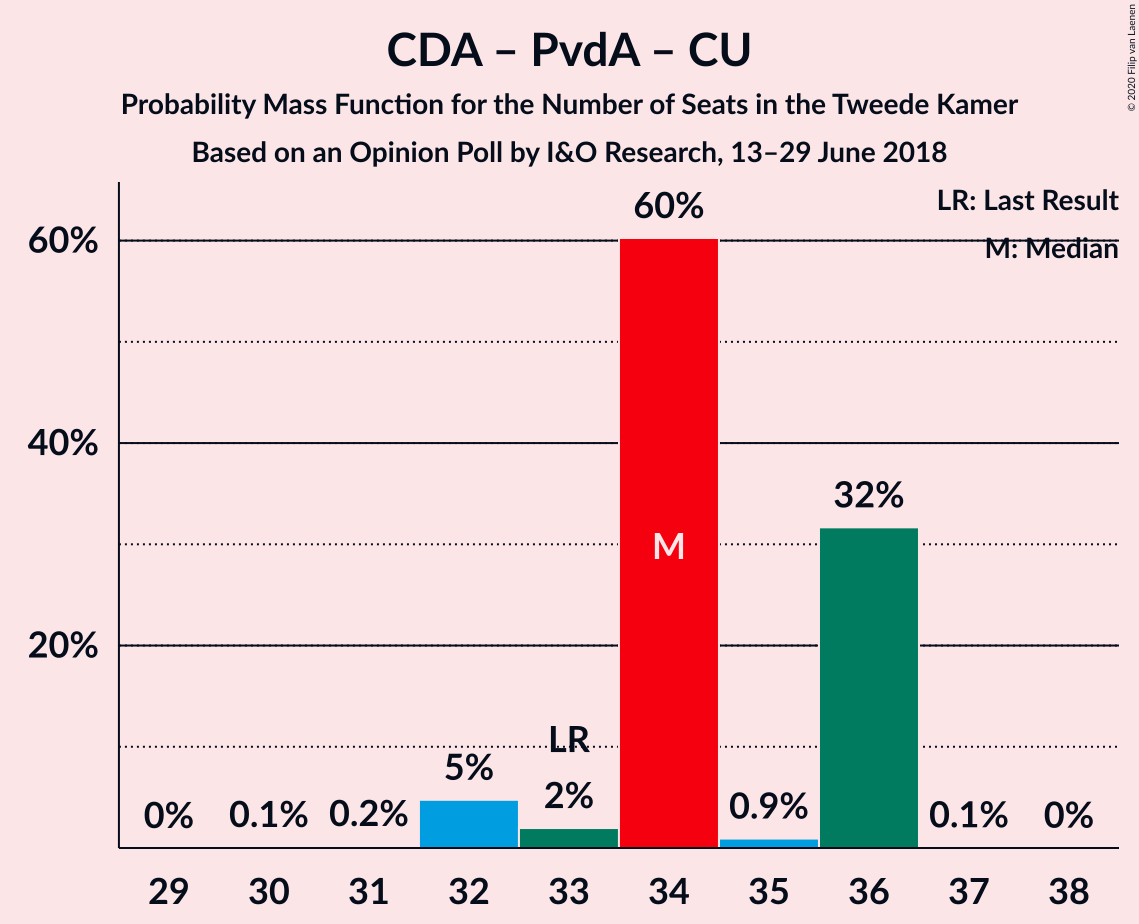 CDA – PvdA – CU
Probability Mass Function for the Number of Seats in the Tweede Kamer
Based on an Opinion Poll by I&O Research, 13–29 June 2018
© 2020 Filip van Laenen
LR: Last Result
M: Median
60%
40%
20%
0%
0.1%
0.2%
5%
LR
2%
60%
M
0.9%
32%
0.1%
0%
29 30 31 32 33 34 35 36 37 38